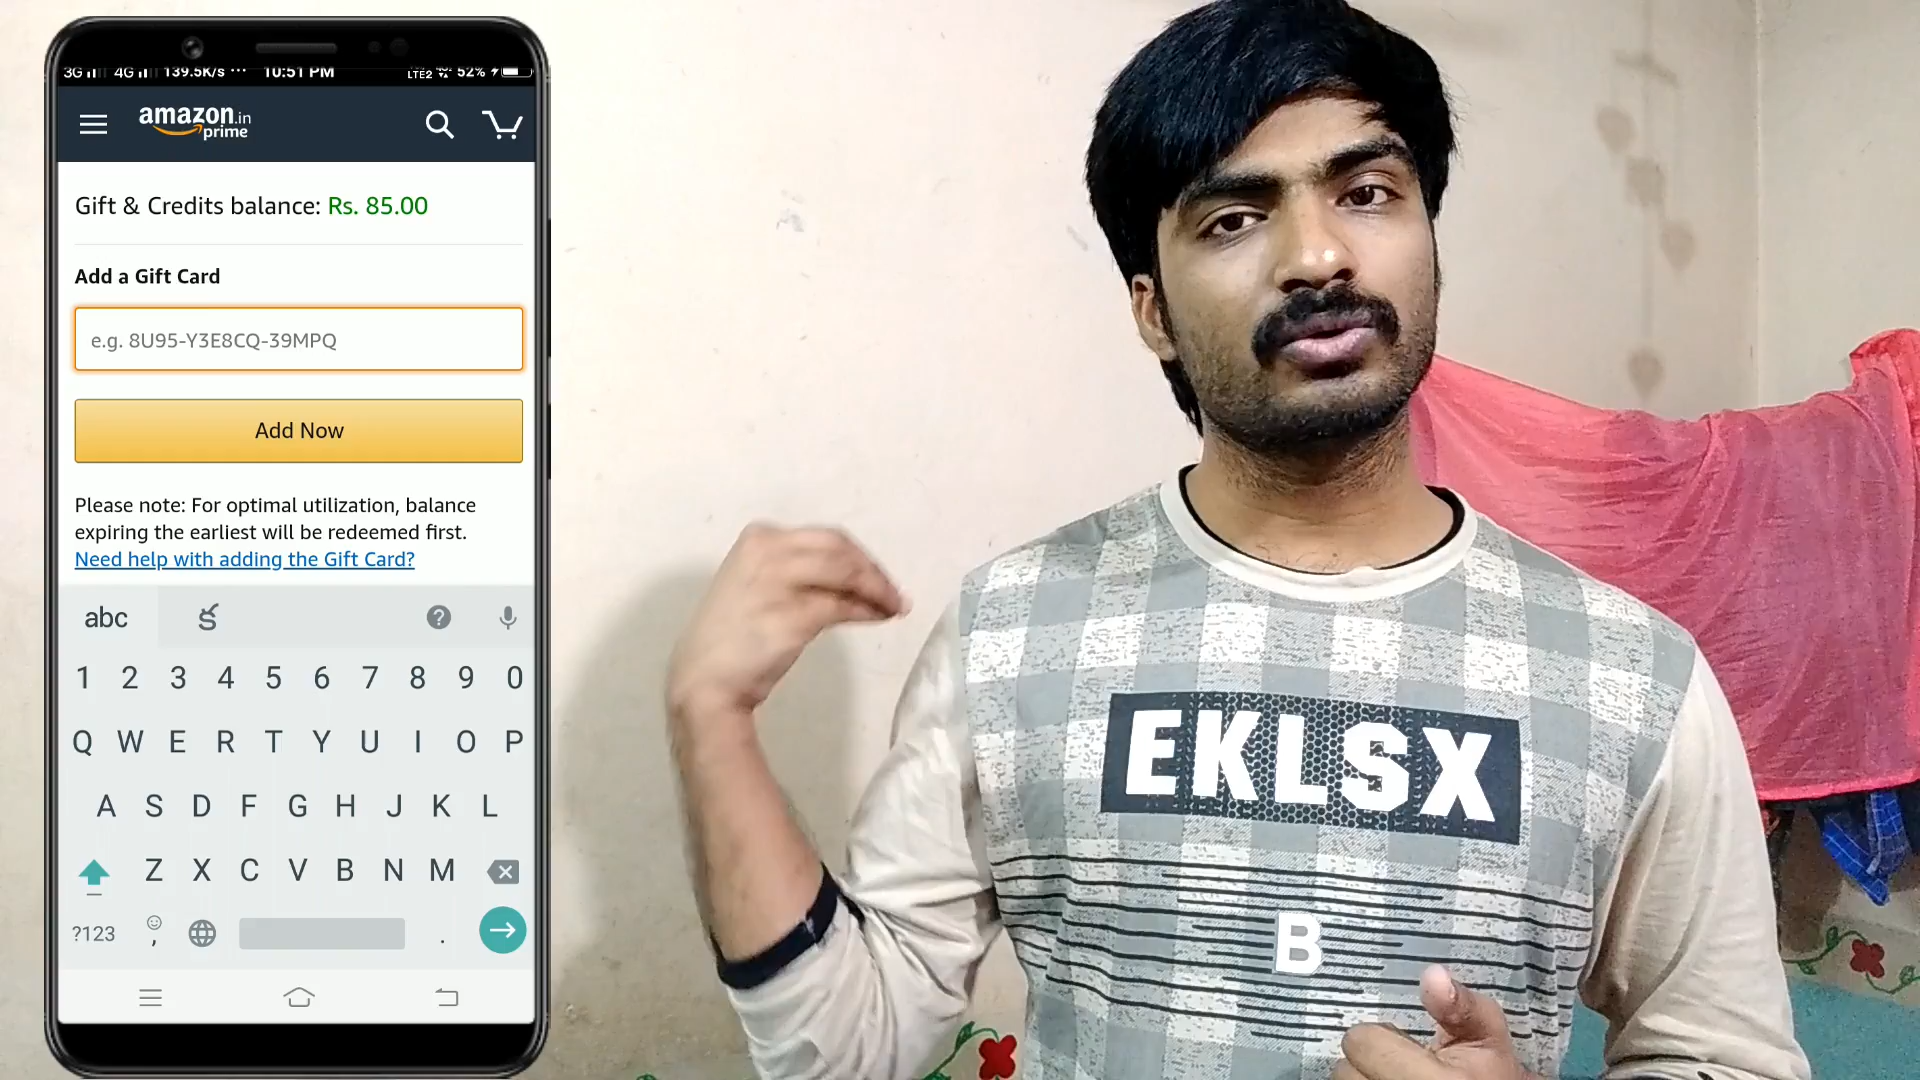 3G 4G 139.5K/s ... 10:51 PM LTE2 52%
amazon.in
prime
Gift & Credits balance: Rs. 85.00
Add a Gift Card
e.g. 8U95-Y3E8CQ-39MPQ
Add Now
Please note: For optimal utilization, balance
expiring the earliest will be redeemed first.
Need help with adding the Gift Card?
abc క ?
1 2 3 4 5 6 7 8 9 0
Q W E R T Y U I O P
A S D F G H J K L
Z X C V B N M
?123 , .
EKLSX
B